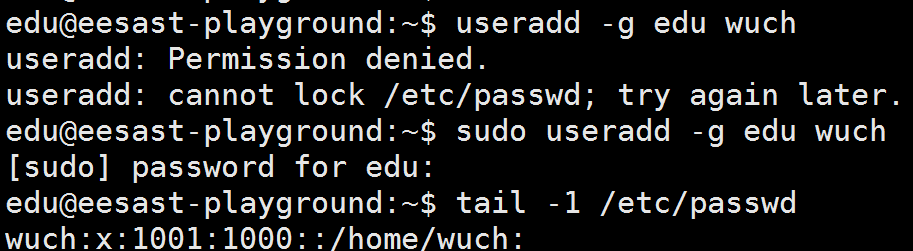 edu@eesast-playground:~$ useradd -g edu wuch
useradd: Permission denied.
useradd: cannot lock /etc/passwd; try again later.
edu@eesast-playground:~$ sudo useradd -g edu wuch
[sudo] password for edu:
edu@eesast-playground:~$ tail -1 /etc/passwd
wuch:x:1001:1000::/home/wuch: